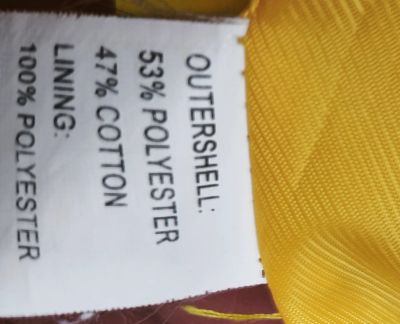 OUTERSHELL:
53% POLYESTER
47% COTTON
LINING:
100% POLYESTER